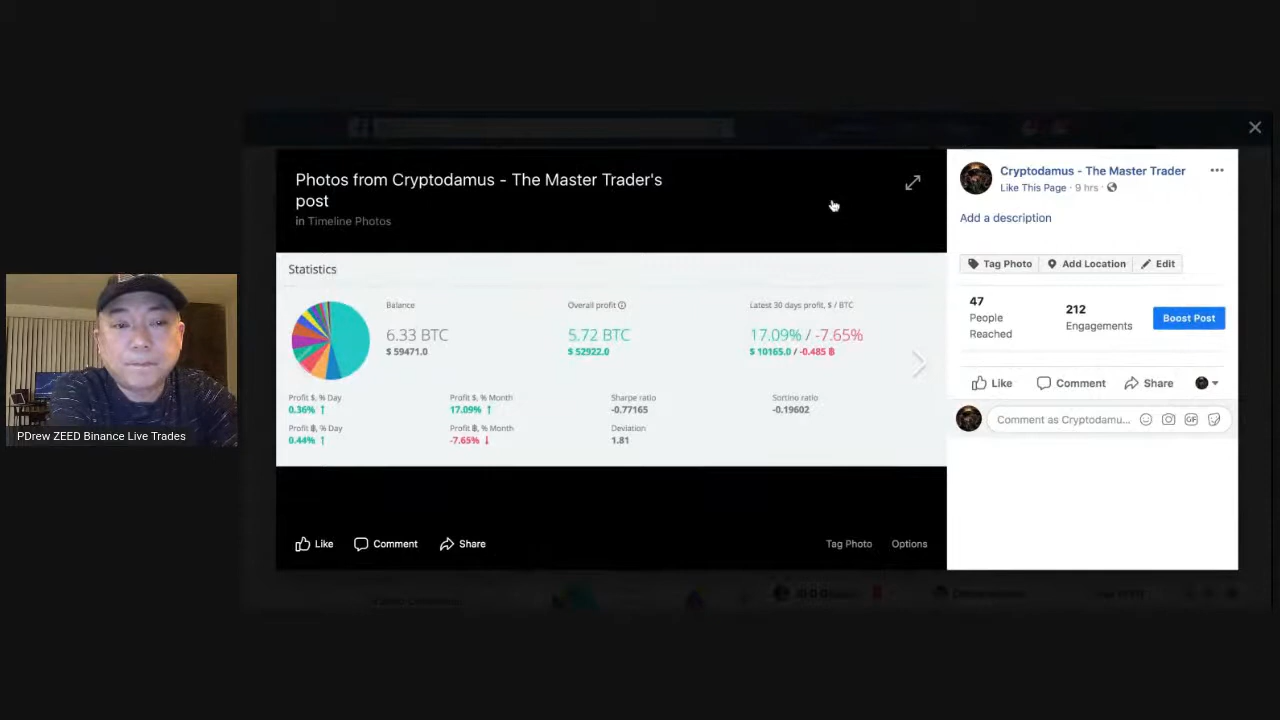 Photos from Cryptodamus - The Master Trader's
post
in Timeline Photos
Statistics
Balance
6.33 BTC
$ 59471.0
Overall profit
5.72 BTC
$ 52922.0
Latest 30 days profit, $ / BTC
17.09% / -7.65%
$ 10165.0 / -0.485 ฿
Profit $, % Day
0.36% ↑
Profit $, % Month
17.09% ↑
Sharpe ratio
-0.77165
Sortino ratio
-0.19602
Profit ฿, % Day
0.44% ↑
Profit ฿, % Month
-7.65% ↓
Deviation
1.81
Like
Comment
Share
Tag Photo
Options
Cryptodamus - The Master Trader
Like This Page · 9 hrs ·
Add a description
Tag Photo
Add Location
Edit
47
People
Reached
212
Engagements
Boost Post
Like
Comment
Share
Comment as Cryptodamu...
GIF
PDrew ZEED Binance Live Trades